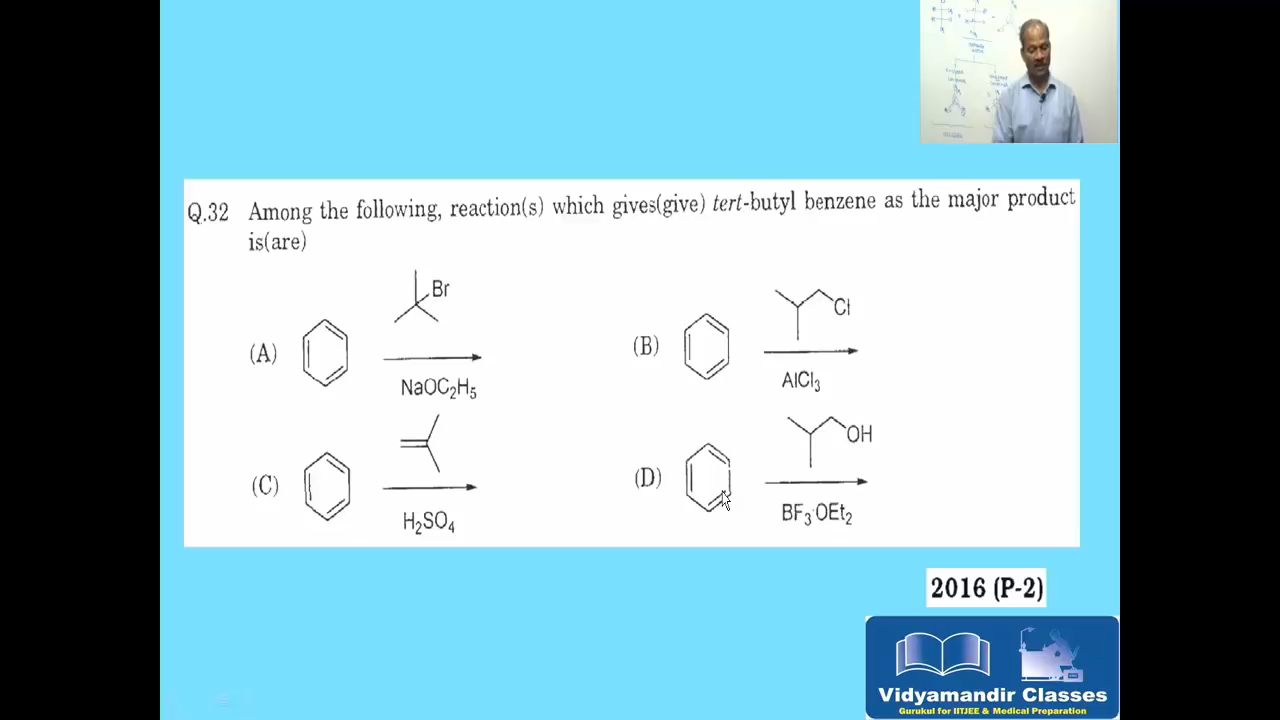 Q.32 Among the following, reaction(s) which gives(give) tert-butyl benzene as the major product
is(are)
(A) Br
NaOC₂H₅
(B) Cl
AlCl₃
(C)
H₂SO₄
(D) OH
BF₃·OEt₂
2016 (P-2)
Vidyamandir Classes
Gurukul for IITJEE & Medical Preparation